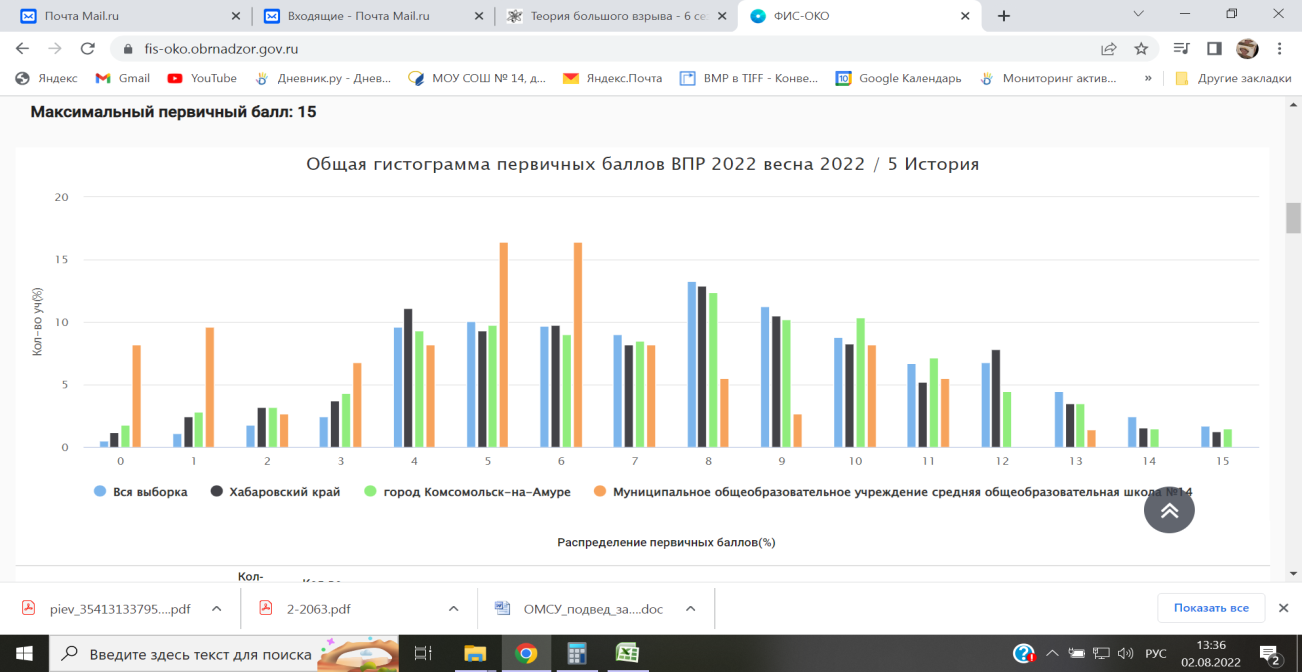 Почта Mail.ru
Входящие - Почта Mail.ru
Теория большого взрыва - 6 се
ФИС-ОКО
fis-oko.obrnadzor.gov.ru
Яндекс
Gmail
YouTube
Дневник.ру - Днев...
МОУ СОШ № 14, д...
Яндекс.Почта
BMP в TIFF - Конве...
Google Календарь
Мониторинг актив...
»
Другие закладки
Максимальный первичный балл: 15
Общая гистограмма первичных баллов ВПР 2022 весна 2022 / 5 История
Кол-во уч(%)
20
15
10
5
0
0 1 2 3 4 5 6 7 8 9 10 11 12 13 14 15
Вся выборка
Хабаровский край
город Комсомольск-на-Амуре
Муниципальное общеобразовательное учреждение средняя общеобразовательная школа №14
Распределение первичных баллов(%)
Кол-
piev_35413133795....pdf
2-2063.pdf
ОМСУ_подвед_за....doc
Показать все
Введите здесь текст для поиска
РУС
13:36
02.08.2022
2